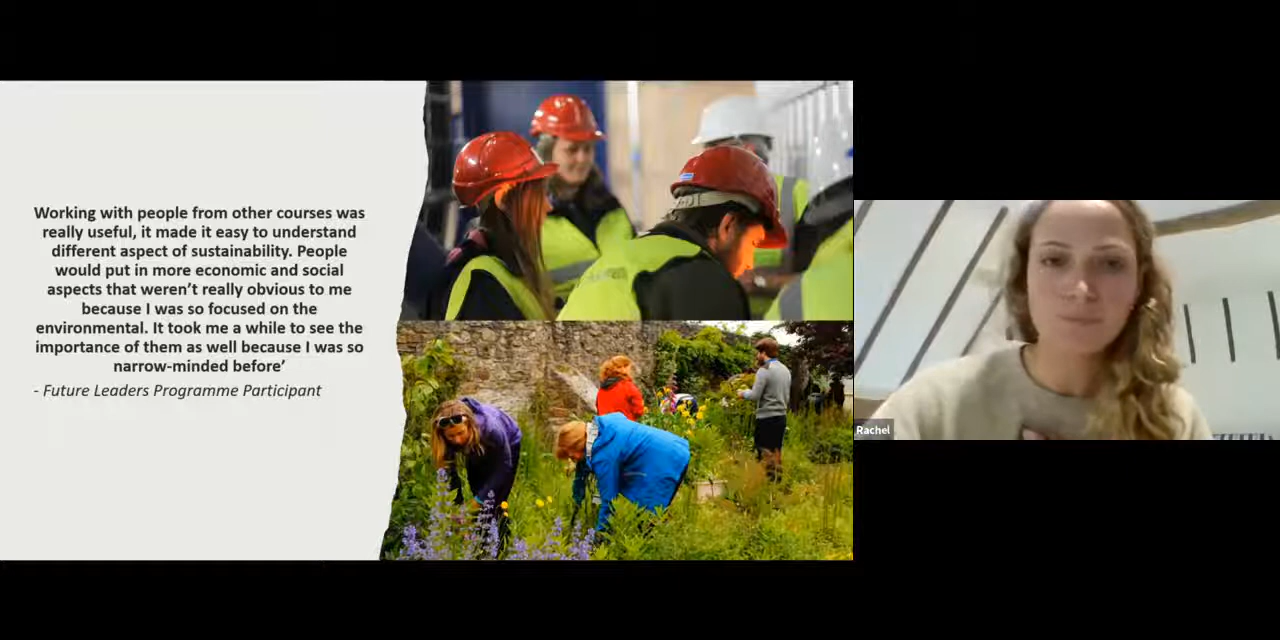 Working with people from other courses was
really useful, it made it easy to understand
different aspect of sustainability. People
would put in more economic and social
aspects that weren’t really obvious to me
because I was so focused on the
environmental. It took me a while to see the
importance of them as well because I was so
narrow-minded before’
- Future Leaders Programme Participant
Rachel